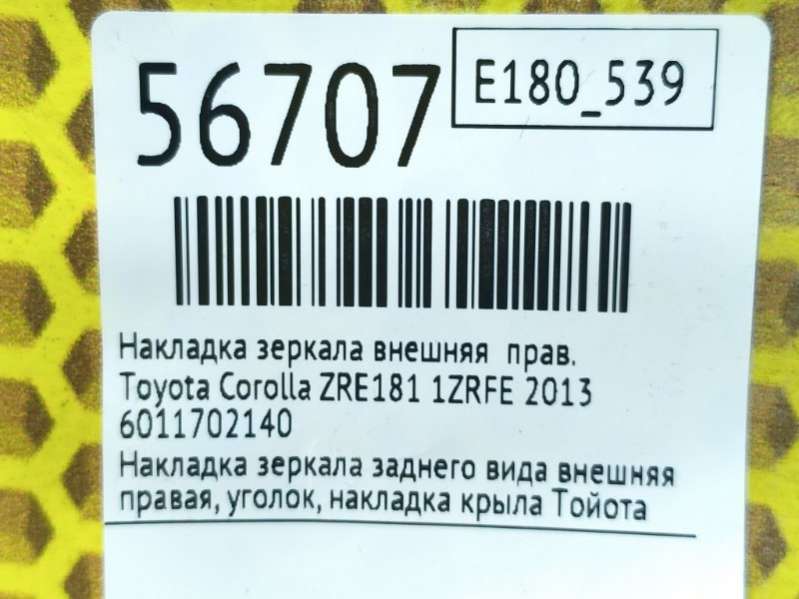 56707
E180_539
Накладка зеркала внешняя прав.
Toyota Corolla ZRE181 1ZRFE 2013
6011702140
Накладка зеркала заднего вида внешняя
правая, уголок, накладка крыла Тойота